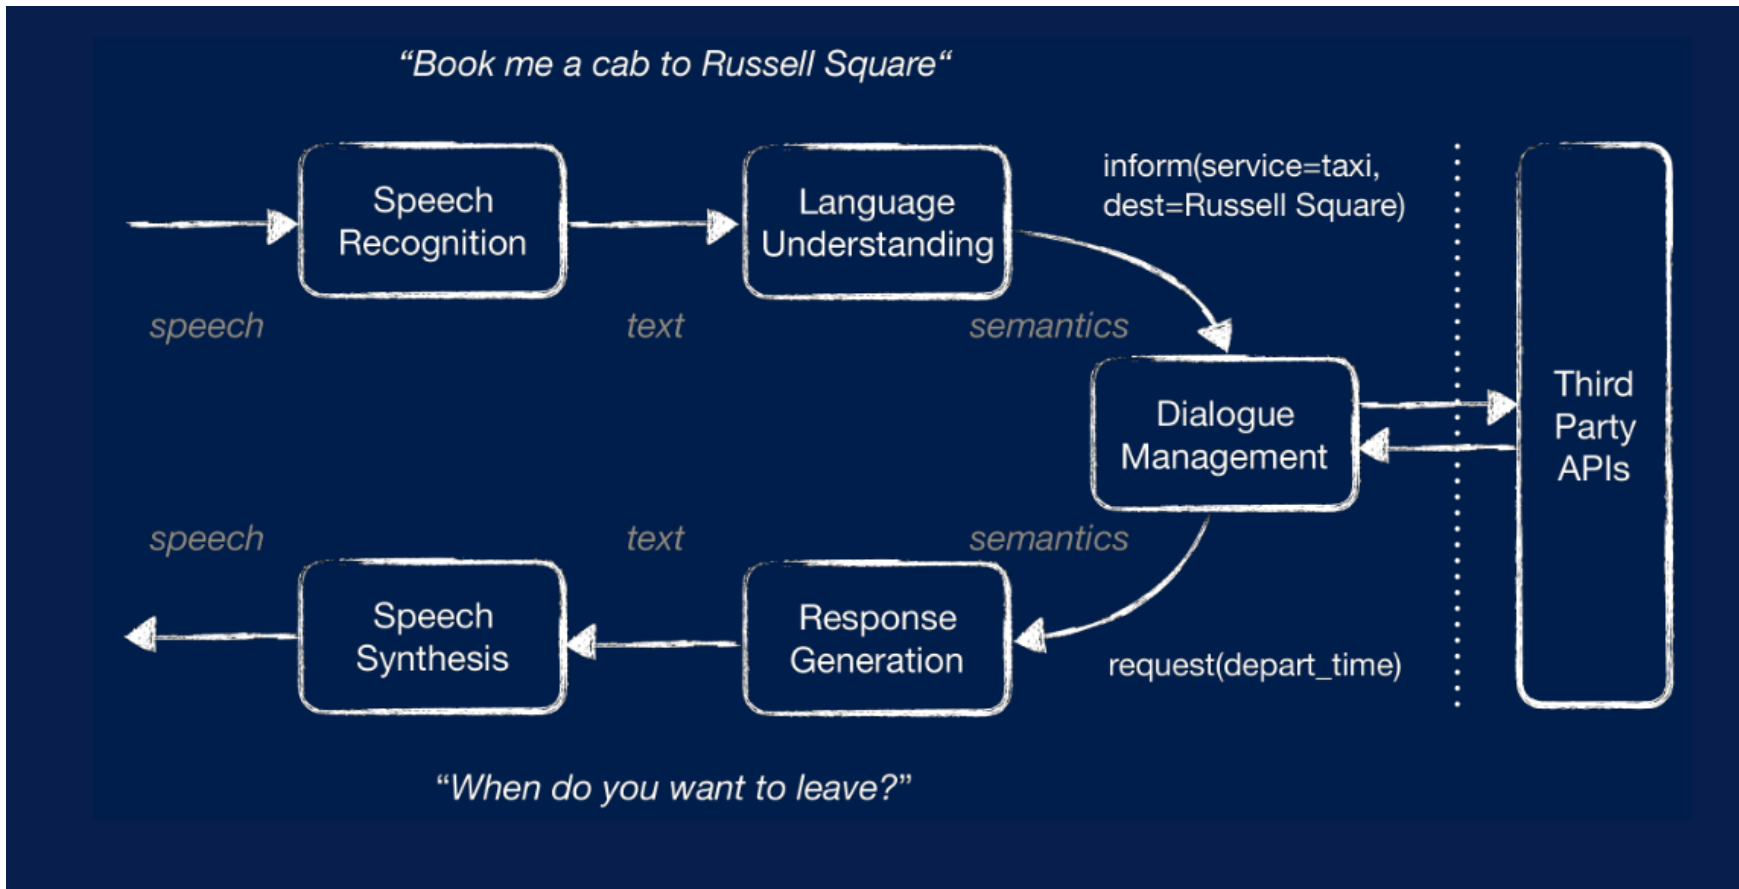 “Book me a cab to Russell Square“
Speech
Recognition
Language
Understanding
inform(service=taxi,
dest=Russell Square)
speech
text
semantics
Dialogue
Management
Third
Party
APIs
speech
text
semantics
Speech
Synthesis
Response
Generation
request(depart_time)
“When do you want to leave?”